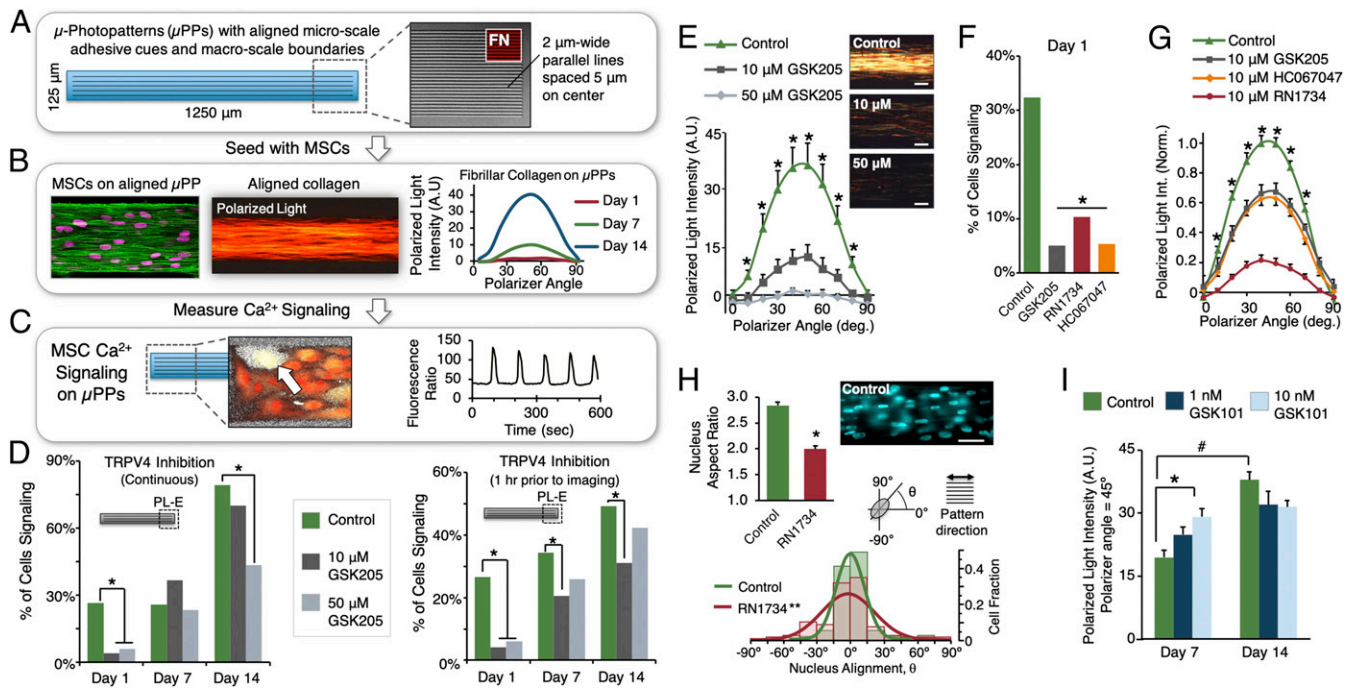 A
μ-Photopatterns (μPPs) with aligned micro-scale
adhesive cues and macro-scale boundaries
125 μm
1250 μm
FN
2 μm-wide
parallel lines
spaced 5 μm
on center
Seed with MSCs
B
MSCs on aligned μPP
Aligned collagen
Polarized Light
Fibrillar Collagen on μPPs
Polarized Light
Intensity (A.U)
40
30
20
10
0
Day 1
Day 7
Day 14
0
30
60
90
Polarizer Angle
Measure Ca²⁺ Signaling
C
MSC Ca²⁺
Signaling
on μPPs
Fluorescence
Ratio
150
100
50
0
0
300
600
Time (sec)
D
% of Cells Signaling
90%
60%
30%
0%
TRPV4 Inhibition
(Continuous)
PL-E
*
*
Day 1
Day 7
Day 14
Control
10 μM
GSK205
50 μM
GSK205
% of Cells Signaling
60%
50%
40%
30%
20%
10%
0%
TRPV4 Inhibition
(1 hr prior to imaging)
PL-E
*
*
*
Day 1
Day 7
Day 14
E
Control
10 μM GSK205
50 μM GSK205
Control
10 μM
50 μM
Polarized Light Intensity (A.U.)
45
30
15
0
* * * * * * * *
0
30
60
90
Polarizer Angle (deg.)
F
Day 1
% of Cells Signaling
40%
30%
20%
10%
0%
*
Control
GSK205
RN1734
HC067047
G
Control
10 μM GSK205
10 μM HC067047
10 μM RN1734
Polarized Light Int. (Norm.)
1.0
0.8
0.6
0.4
0.2
0
* * * * * *
0
30
60
90
Polarizer Angle (deg.)
H
Nucleus
Aspect Ratio
3.0
2.5
2.0
1.5
1.0
*
Control
RN1734
Control
90°
θ
0°
-90°
Pattern
direction
Control
RN1734**
0.4
0.2
0
Cell Fraction
-90°
-60°
-30°
0°
30°
60°
90°
Nucleus Alignment, θ
I
Control
1 nM
GSK101
10 nM
GSK101
Polarized Light Intensity (A.U.)
Polarizer angle = 45º
45
30
15
0
*
#
Day 7
Day 14